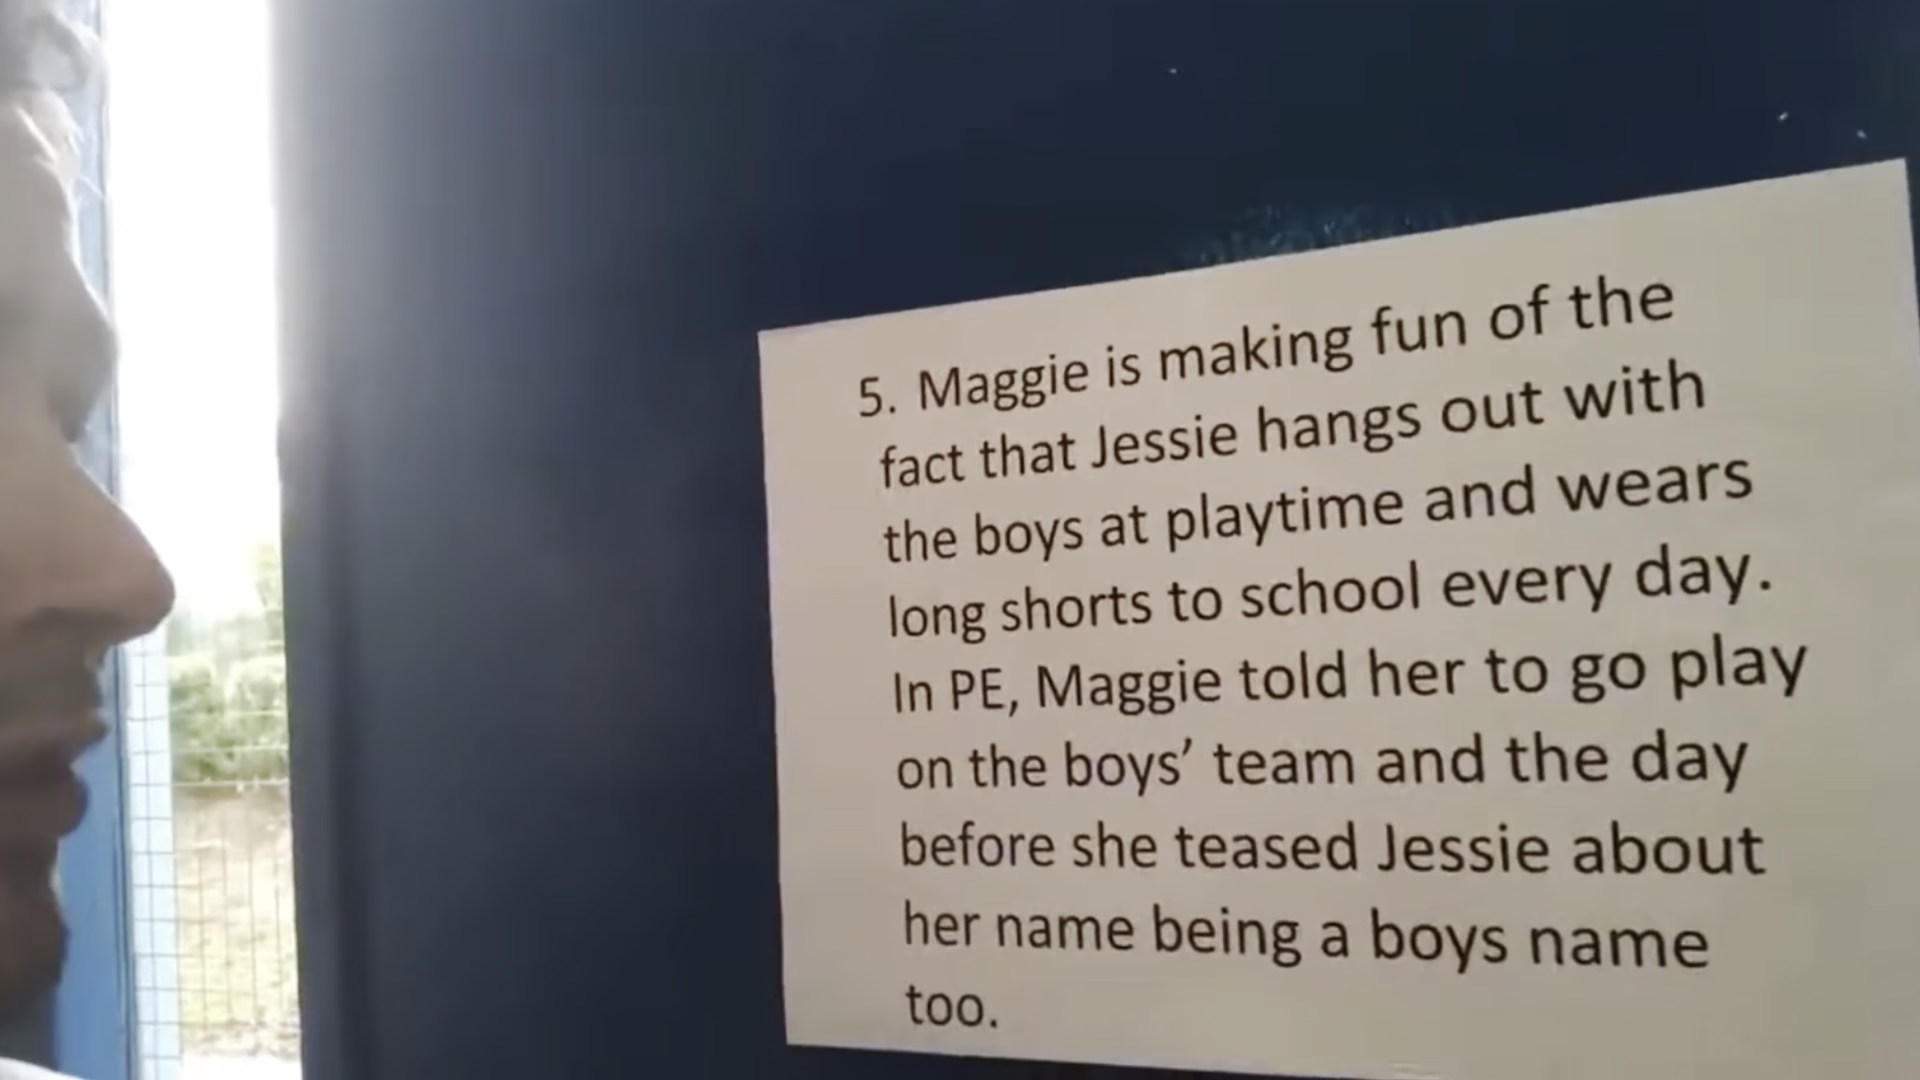 5. Maggie is making fun of the
fact that Jessie hangs out with
the boys at playtime and wears
long shorts to school every day.
In PE, Maggie told her to go play
on the boys’ team and the day
before she teased Jessie about
her name being a boys name
too.